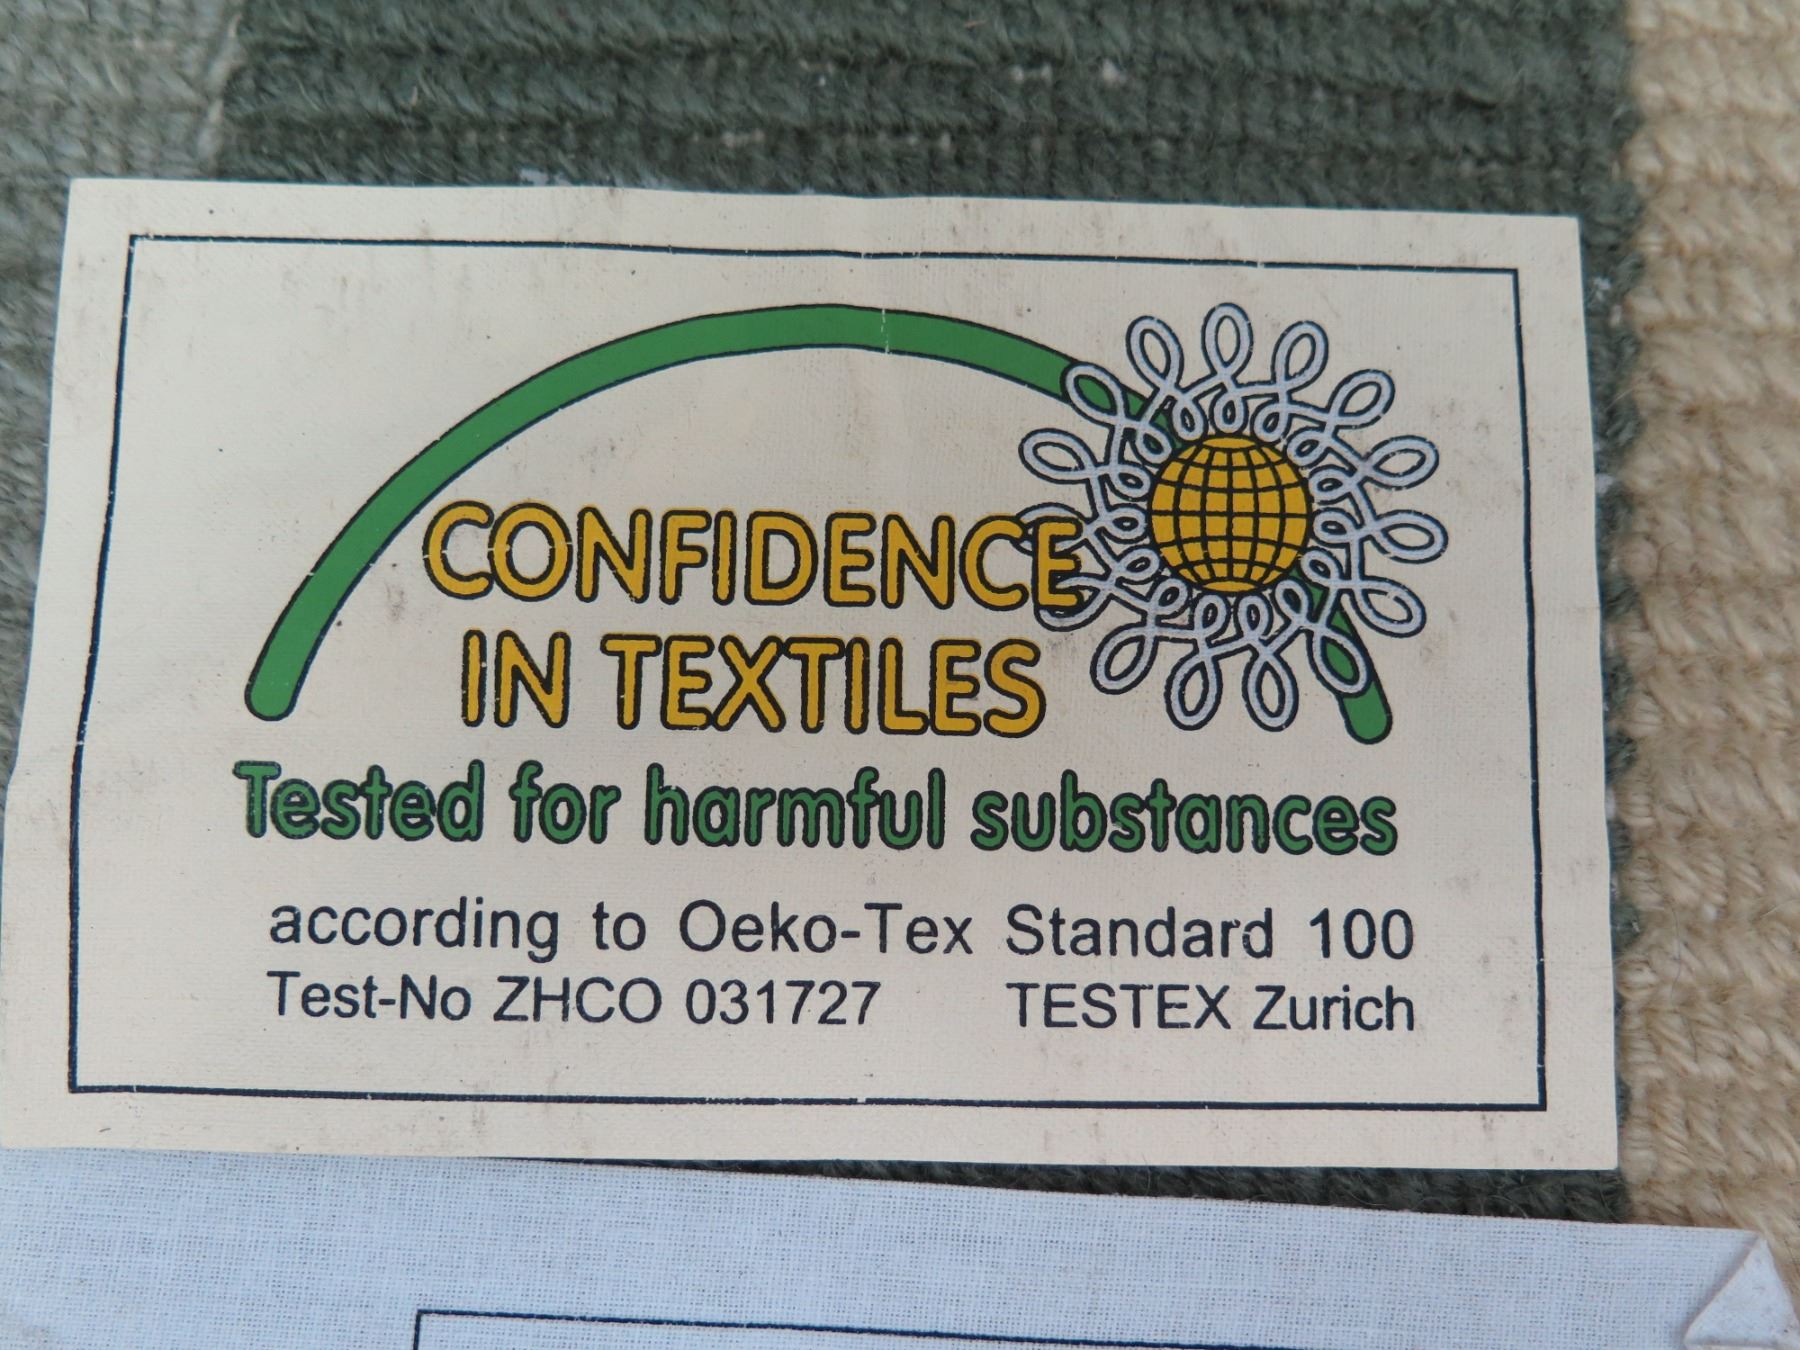 CONFIDENCE
IN TEXTILES
Tested for harmful substances
according to Oeko-Tex Standard 100
Test-No ZHCO 031727 TESTEX Zurich